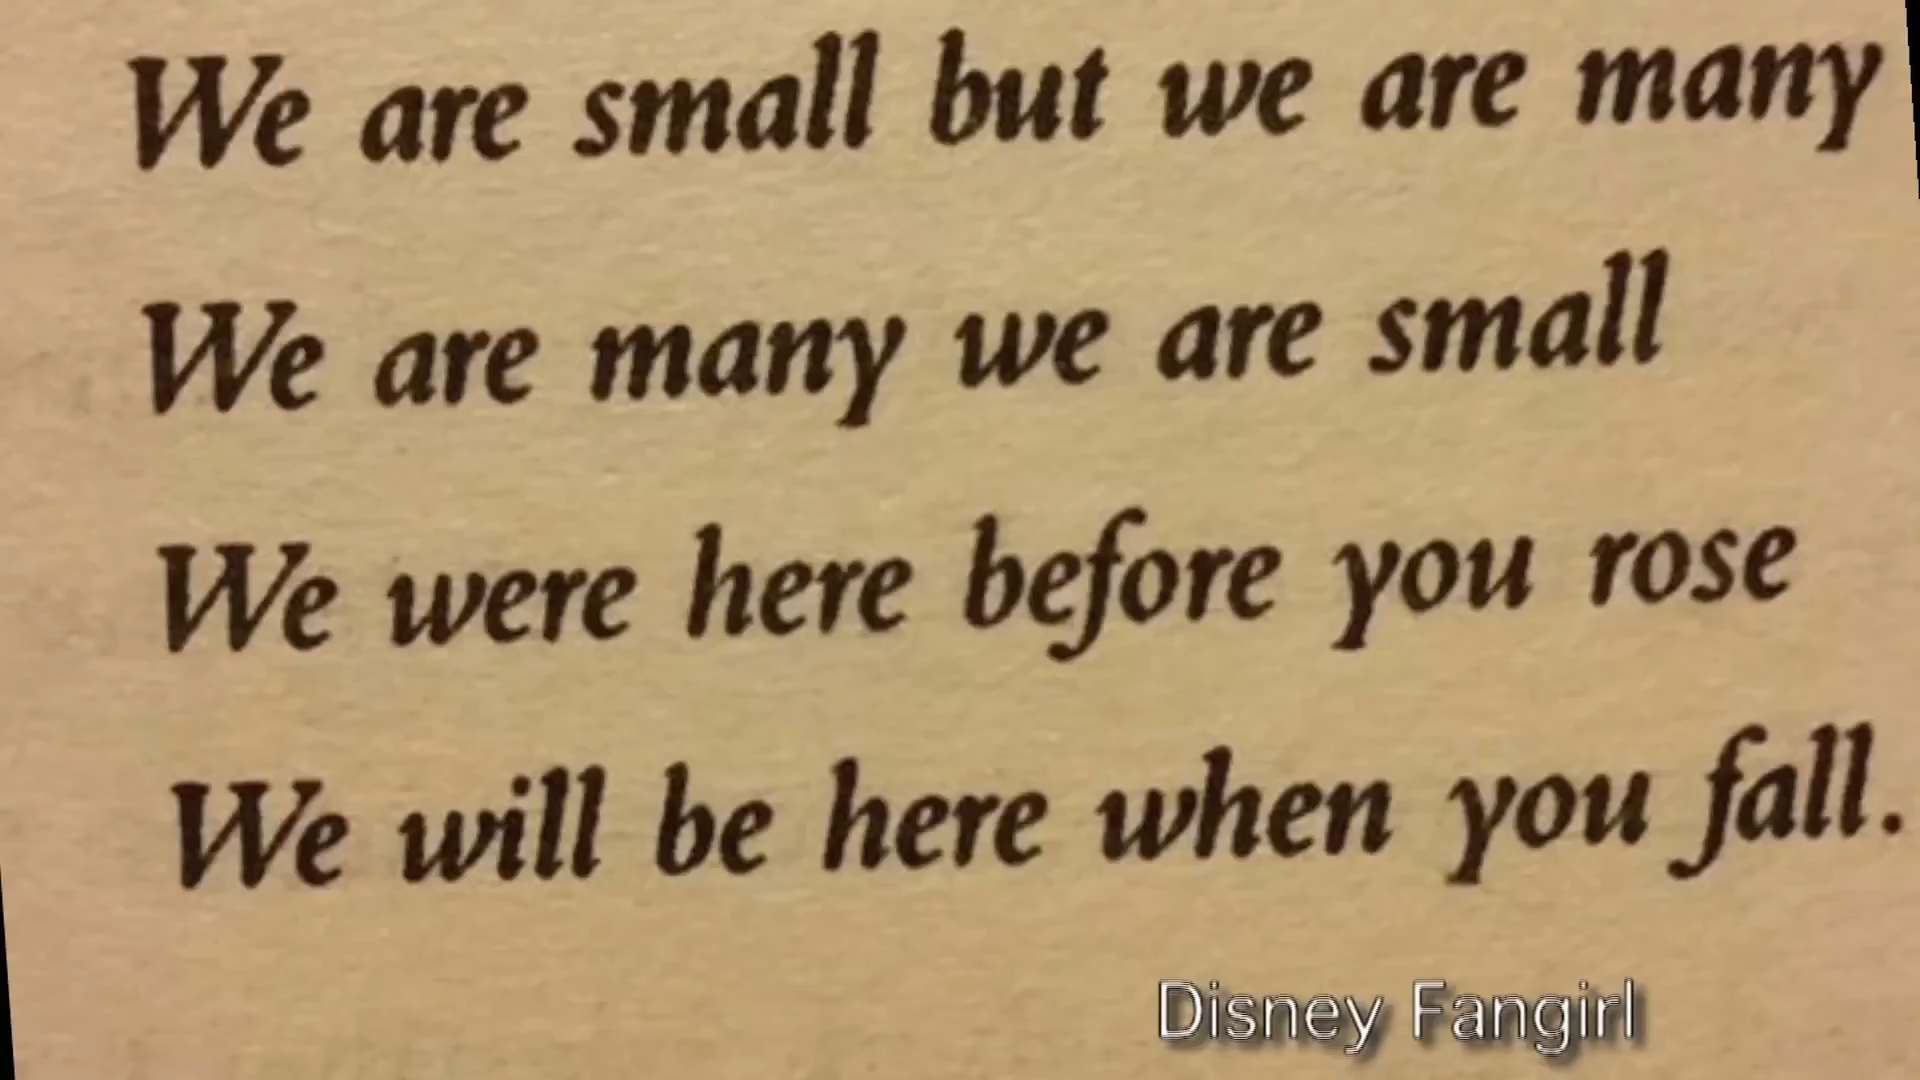 We are small but we are many
We are many we are small
We were here before you rose
We will be here when you fall.
Disney Fangirl